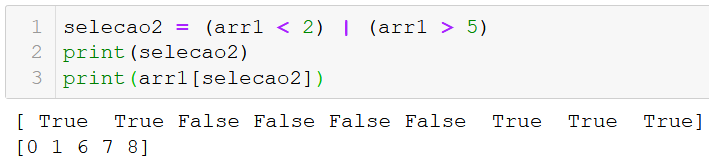 1 selecao2 = (arr1 < 2) | (arr1 > 5)
2 print(selecao2)
3 print(arr1[selecao2])
[ True  True False False False False  True  True  True]
[0 1 6 7 8]